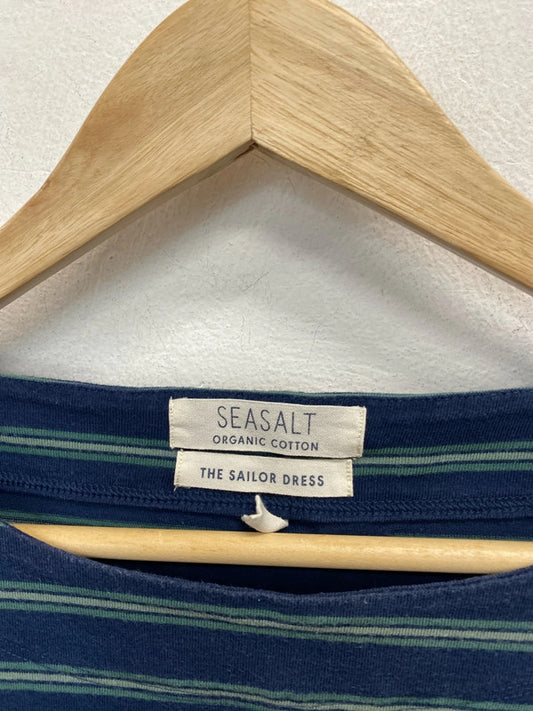 SEASALT
ORGANIC COTTON
THE SAILOR DRESS